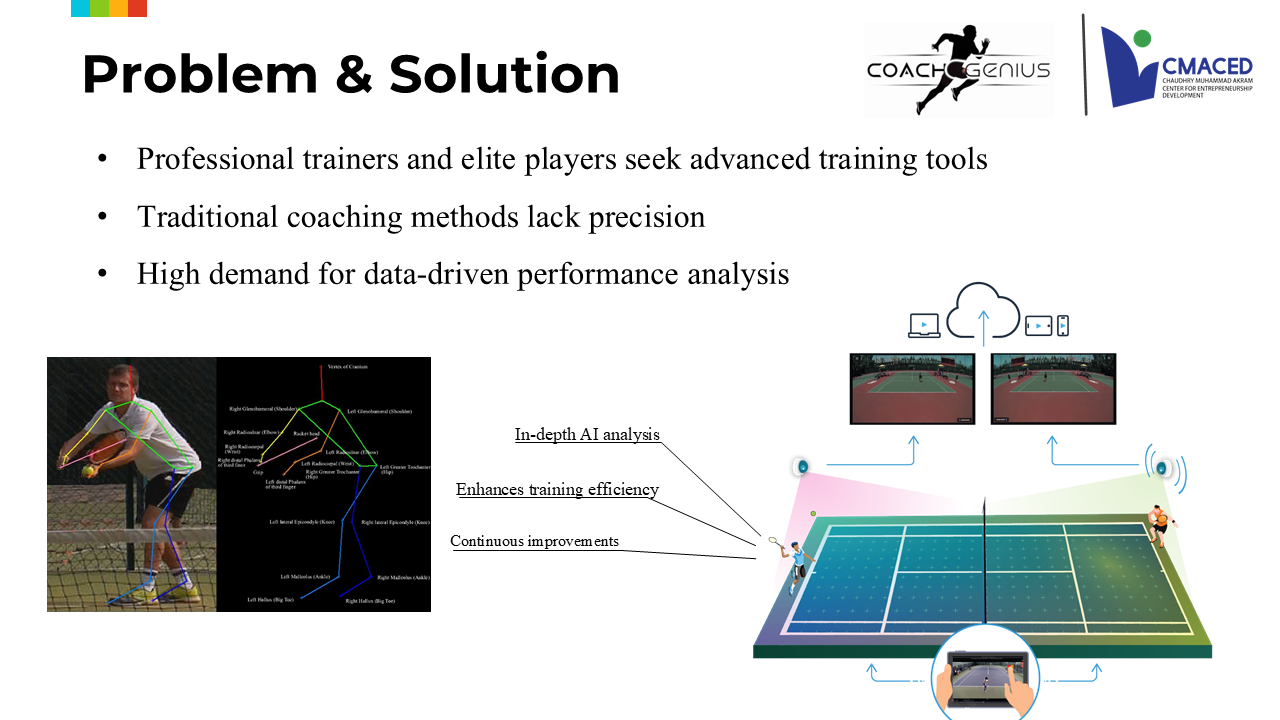 Problem & Solution
COACHGENIUS
CMACED
CHAUDHRY MUHAMMAD AKRAM
CENTER FOR ENTREPRENEURSHIP
DEVELOPMENT
• Professional trainers and elite players seek advanced training tools
• Traditional coaching methods lack precision
• High demand for data-driven performance analysis
Vertex of Cranium
Right Glenohumeral (Shoulder)
Left Glenohumeral (Shoulder)
Right Radioulnar (Elbow)
Racket head
Right Radiocarpal
(Wrist)
Left Radioulnar (Elbow)
Right distal Phalanx
of third finger
Left Radiocarpal (Wrist)
Grip
Right Greater Trochanter
(Hip)
Left Greater Trochanter
(Hip)
Left distal Phalanx
of third finger
Left lateral Epicondyle (Knee)
Right lateral Epicondyle (Knee)
Left Malleolus (Ankle)
Right Malleolus (Ankle)
Left Hallux (Big Toe)
Right Hallux (Big Toe)
In-depth AI analysis
Enhances training efficiency
Continuous improvements